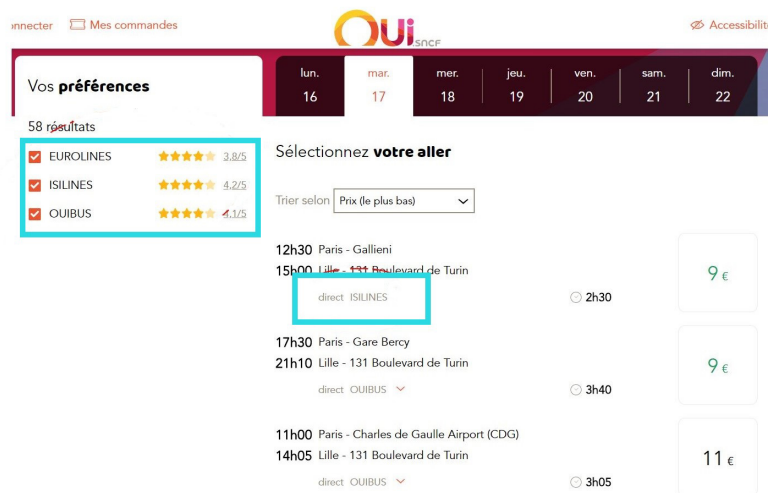 onnecter Mes commandes
OUi.SNCF
Accessibilité
Vos préférences
58 résultats
EUROLINES 3,8/5
ISILINES 4,2/5
OUIBUS 4,1/5
lun. mar. mer. jeu. ven. sam. dim.
16 17 18 19 20 21 22
Sélectionnez votre aller
Trier selon Prix (le plus bas)
12h30 Paris - Gallieni
15h00 Lille - 131 Boulevard de Turin
9 €
direct ISILINES 2h30
17h30 Paris - Gare Bercy
21h10 Lille - 131 Boulevard de Turin
9 €
direct OUIBUS 3h40
11h00 Paris - Charles de Gaulle Airport (CDG)
14h05 Lille - 131 Boulevard de Turin
11 €
direct OUIBUS 3h05